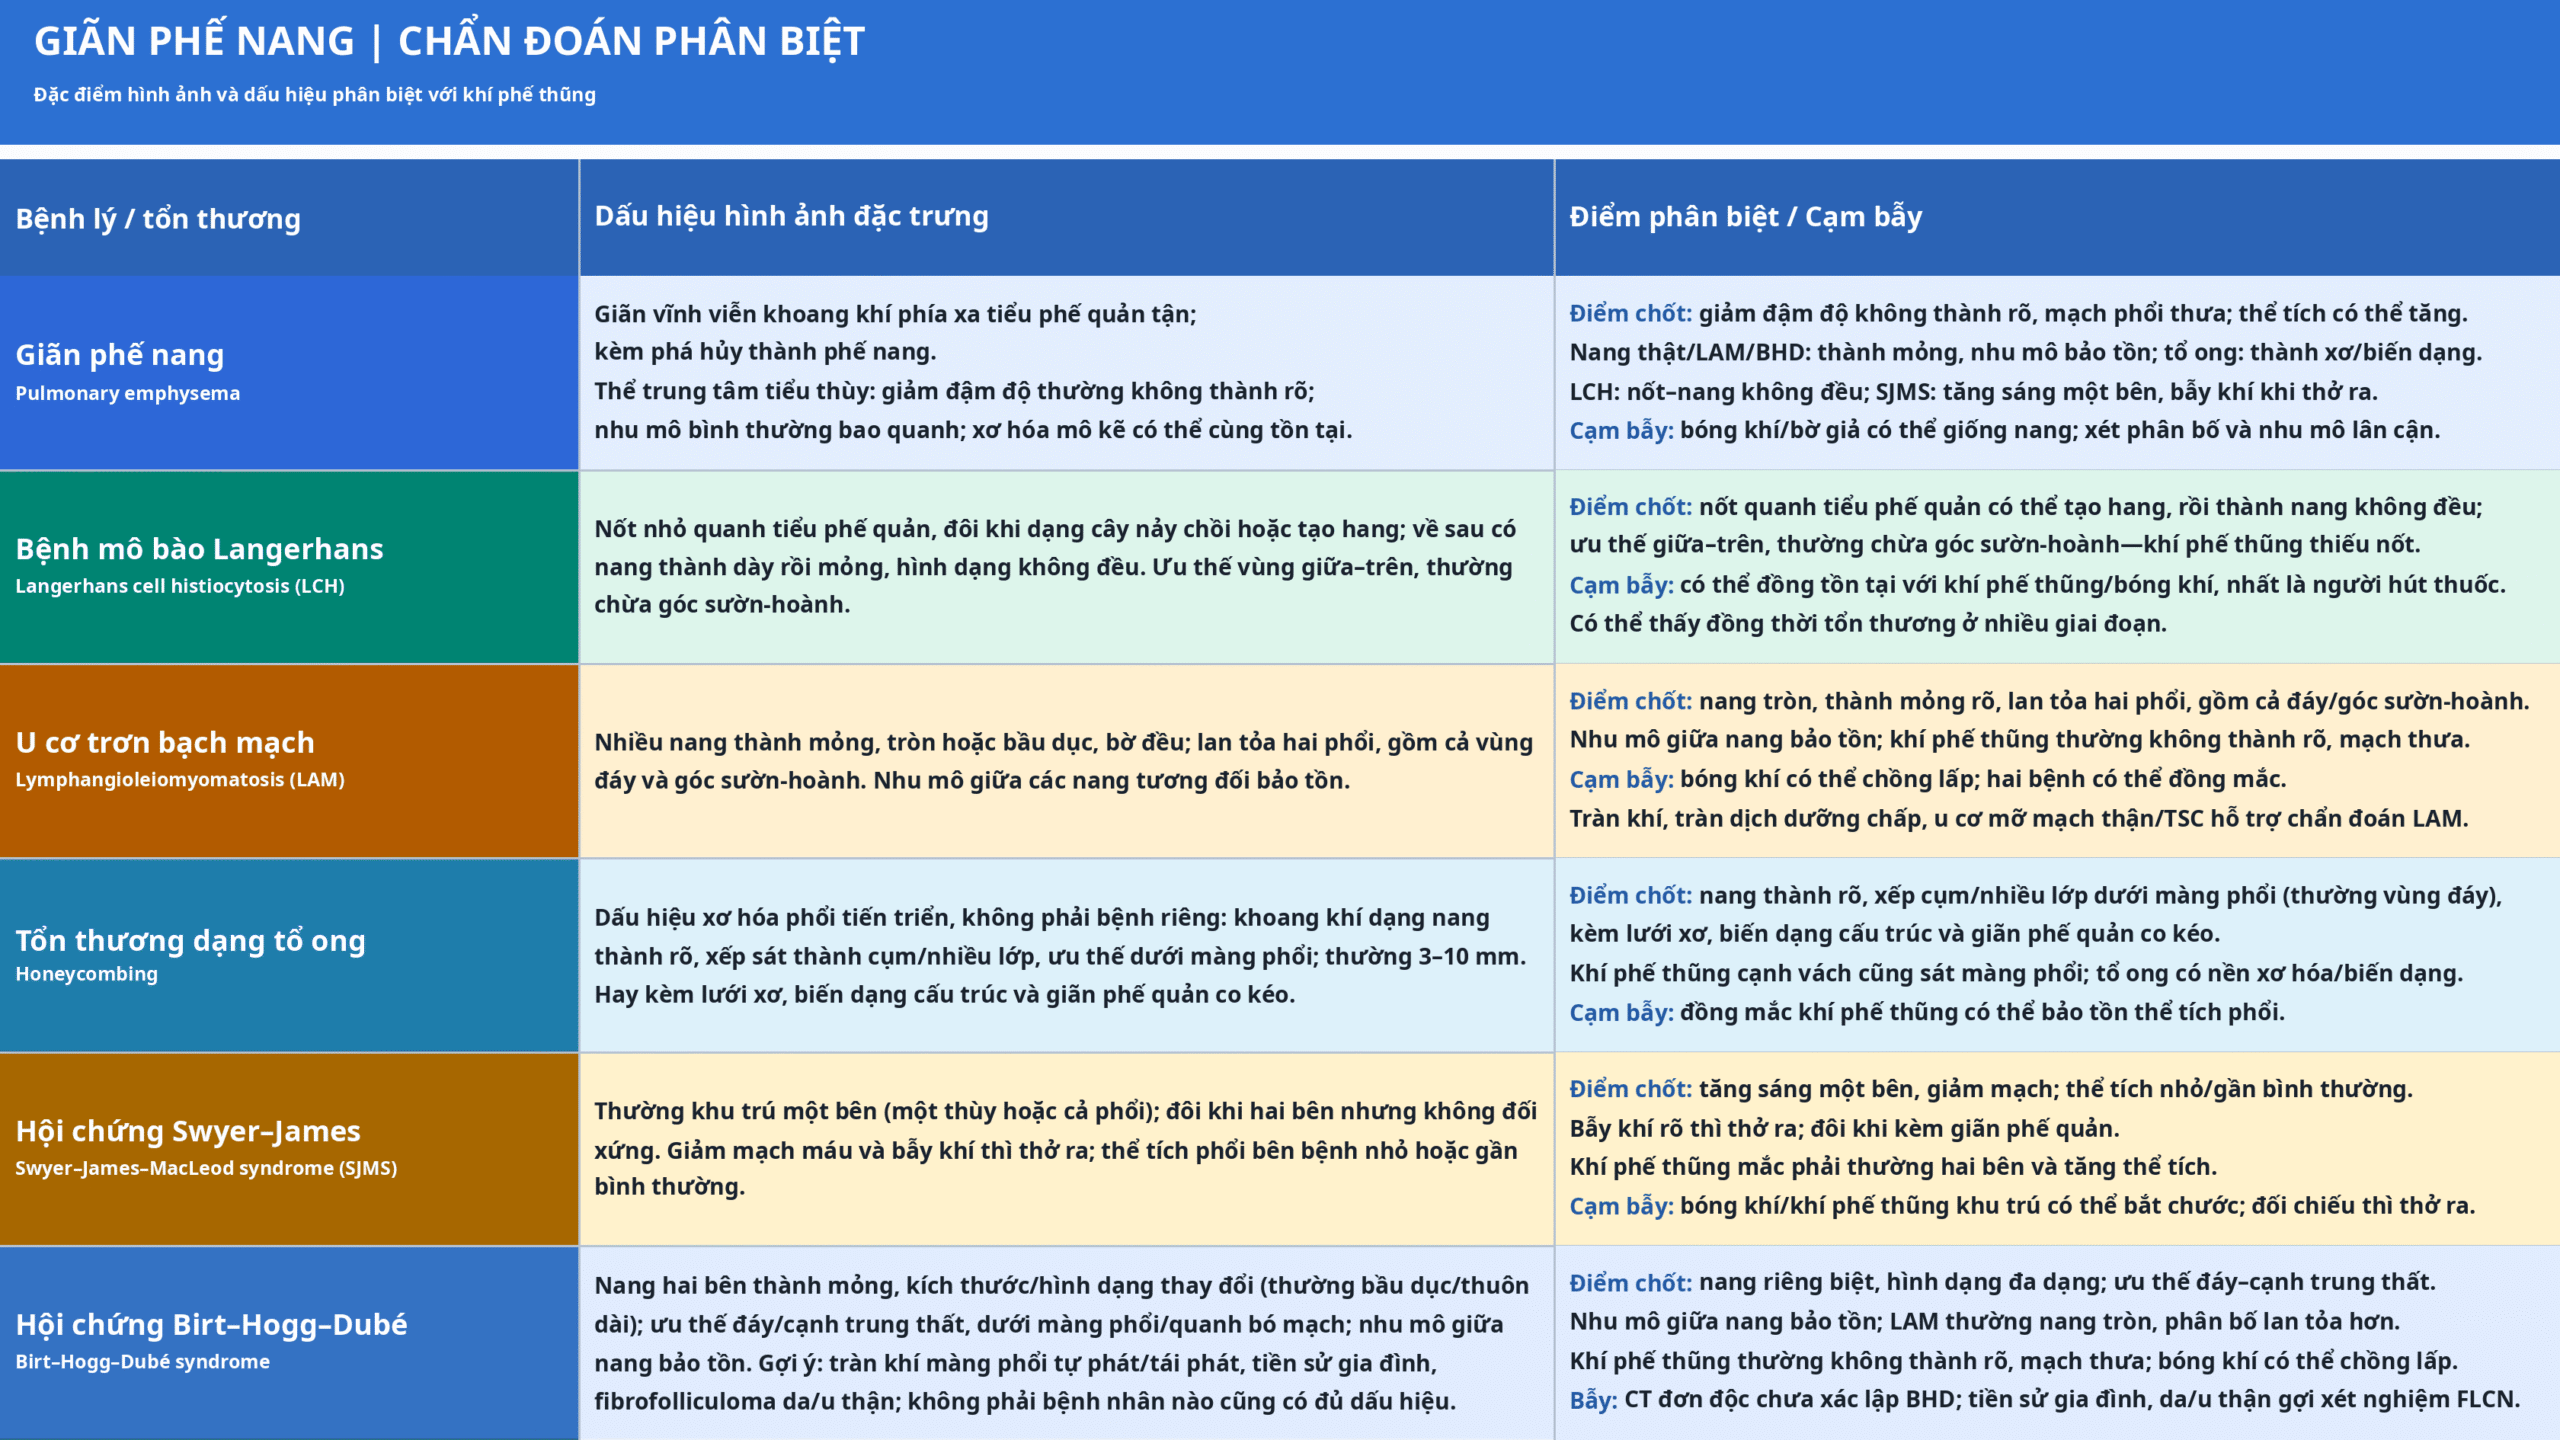 GIÃN PHẾ NANG | CHẨN ĐOÁN PHÂN BIỆT
Đặc điểm hình ảnh và dấu hiệu phân biệt với khí phế thũng
Bệnh lý / tổn thương
Dấu hiệu hình ảnh đặc trưng
Điểm phân biệt / Cạm bẫy
Giãn phế nang
Pulmonary emphysema
Giãn vĩnh viễn khoang khí phía xa tiểu phế quản tận;
kèm phá hủy thành phế nang.
Thể trung tâm tiểu thùy: giảm đậm độ thường không thành rõ;
nhu mô bình thường bao quanh; xơ hóa mô kẽ có thể cùng tồn tại.
Điểm chốt: giảm đậm độ không thành rõ, mạch phổi thưa; thể tích có thể tăng.
Nang thật/LAM/BHD: thành mỏng, nhu mô bảo tồn; tổ ong: thành xơ/biến dạng.
LCH: nốt–nang không đều; SJMS: tăng sáng một bên, bẫy khí khi thở ra.
Cạm bẫy: bóng khí/bờ giả có thể giống nang; xét phân bố và nhu mô lân cận.
Bệnh mô bào Langerhans
Langerhans cell histiocytosis (LCH)
Nốt nhỏ quanh tiểu phế quản, đôi khi dạng cây nảy chồi hoặc tạo hang; về sau có
nang thành dày rồi mỏng, hình dạng không đều. Ưu thế vùng giữa–trên, thường
chừa góc sườn-hoành.
Điểm chốt: nốt quanh tiểu phế quản có thể tạo hang, rồi thành nang không đều;
ưu thế giữa–trên, thường chừa góc sườn-hoành—khí phế thũng thiếu nốt.
Cạm bẫy: có thể đồng tồn tại với khí phế thũng/bóng khí, nhất là người hút thuốc.
Có thể thấy đồng thời tổn thương ở nhiều giai đoạn.
U cơ trơn bạch mạch
Lymphangioleiomyomatosis (LAM)
Nhiều nang thành mỏng, tròn hoặc bầu dục, bờ đều; lan tỏa hai phổi, gồm cả vùng
đáy và góc sườn-hoành. Nhu mô giữa các nang tương đối bảo tồn.
Điểm chốt: nang tròn, thành mỏng rõ, lan tỏa hai phổi, gồm cả đáy/góc sườn-hoành.
Nhu mô giữa nang bảo tồn; khí phế thũng thường không thành rõ, mạch thưa.
Cạm bẫy: bóng khí có thể chồng lấp; hai bệnh có thể đồng mắc.
Tràn khí, tràn dịch dưỡng chấp, u cơ mỡ mạch thận/TSC hỗ trợ chẩn đoán LAM.
Tổn thương dạng tổ ong
Honeycombing
Dấu hiệu xơ hóa phổi tiến triển, không phải bệnh riêng: khoang khí dạng nang
thành rõ, xếp sát thành cụm/nhiều lớp, ưu thế dưới màng phổi; thường 3–10 mm.
Hay kèm lưới xơ, biến dạng cấu trúc và giãn phế quản co kéo.
Điểm chốt: nang thành rõ, xếp cụm/nhiều lớp dưới màng phổi (thường vùng đáy),
kèm lưới xơ, biến dạng cấu trúc và giãn phế quản co kéo.
Khí phế thũng cạnh vách cũng sát màng phổi; tổ ong có nền xơ hóa/biến dạng.
Cạm bẫy: đồng mắc khí phế thũng có thể bảo tồn thể tích phổi.
Hội chứng Swyer–James
Swyer–James–MacLeod syndrome (SJMS)
Thường khu trú một bên (một thùy hoặc cả phổi); đôi khi hai bên nhưng không đối
xứng. Giảm mạch máu và bẫy khí thì thở ra; thể tích phổi bên bệnh nhỏ hoặc gần
bình thường.
Điểm chốt: tăng sáng một bên, giảm mạch; thể tích nhỏ/gần bình thường.
Bẫy khí rõ thì thở ra; đôi khi kèm giãn phế quản.
Khí phế thũng mắc phải thường hai bên và tăng thể tích.
Cạm bẫy: bóng khí/khí phế thũng khu trú có thể bắt chước; đối chiếu thì thở ra.
Hội chứng Birt–Hogg–Dubé
Birt–Hogg–Dubé syndrome
Nang hai bên thành mỏng, kích thước/hình dạng thay đổi (thường bầu dục/thuôn
dài); ưu thế đáy/cạnh trung thất, dưới màng phổi/quanh bó mạch; nhu mô giữa
nang bảo tồn. Gợi ý: tràn khí màng phổi tự phát/tái phát, tiền sử gia đình,
fibrofolliculoma da/u thận; không phải bệnh nhân nào cũng có đủ dấu hiệu.
Điểm chốt: nang riêng biệt, hình dạng đa dạng; ưu thế đáy–cạnh trung thất.
Nhu mô giữa nang bảo tồn; LAM thường nang tròn, phân bố lan tỏa hơn.
Khí phế thũng thường không thành rõ, mạch thưa; bóng khí có thể chồng lấp.
Bẫy: CT đơn độc chưa xác lập BHD; tiền sử gia đình, da/u thận gợi xét nghiệm FLCN.